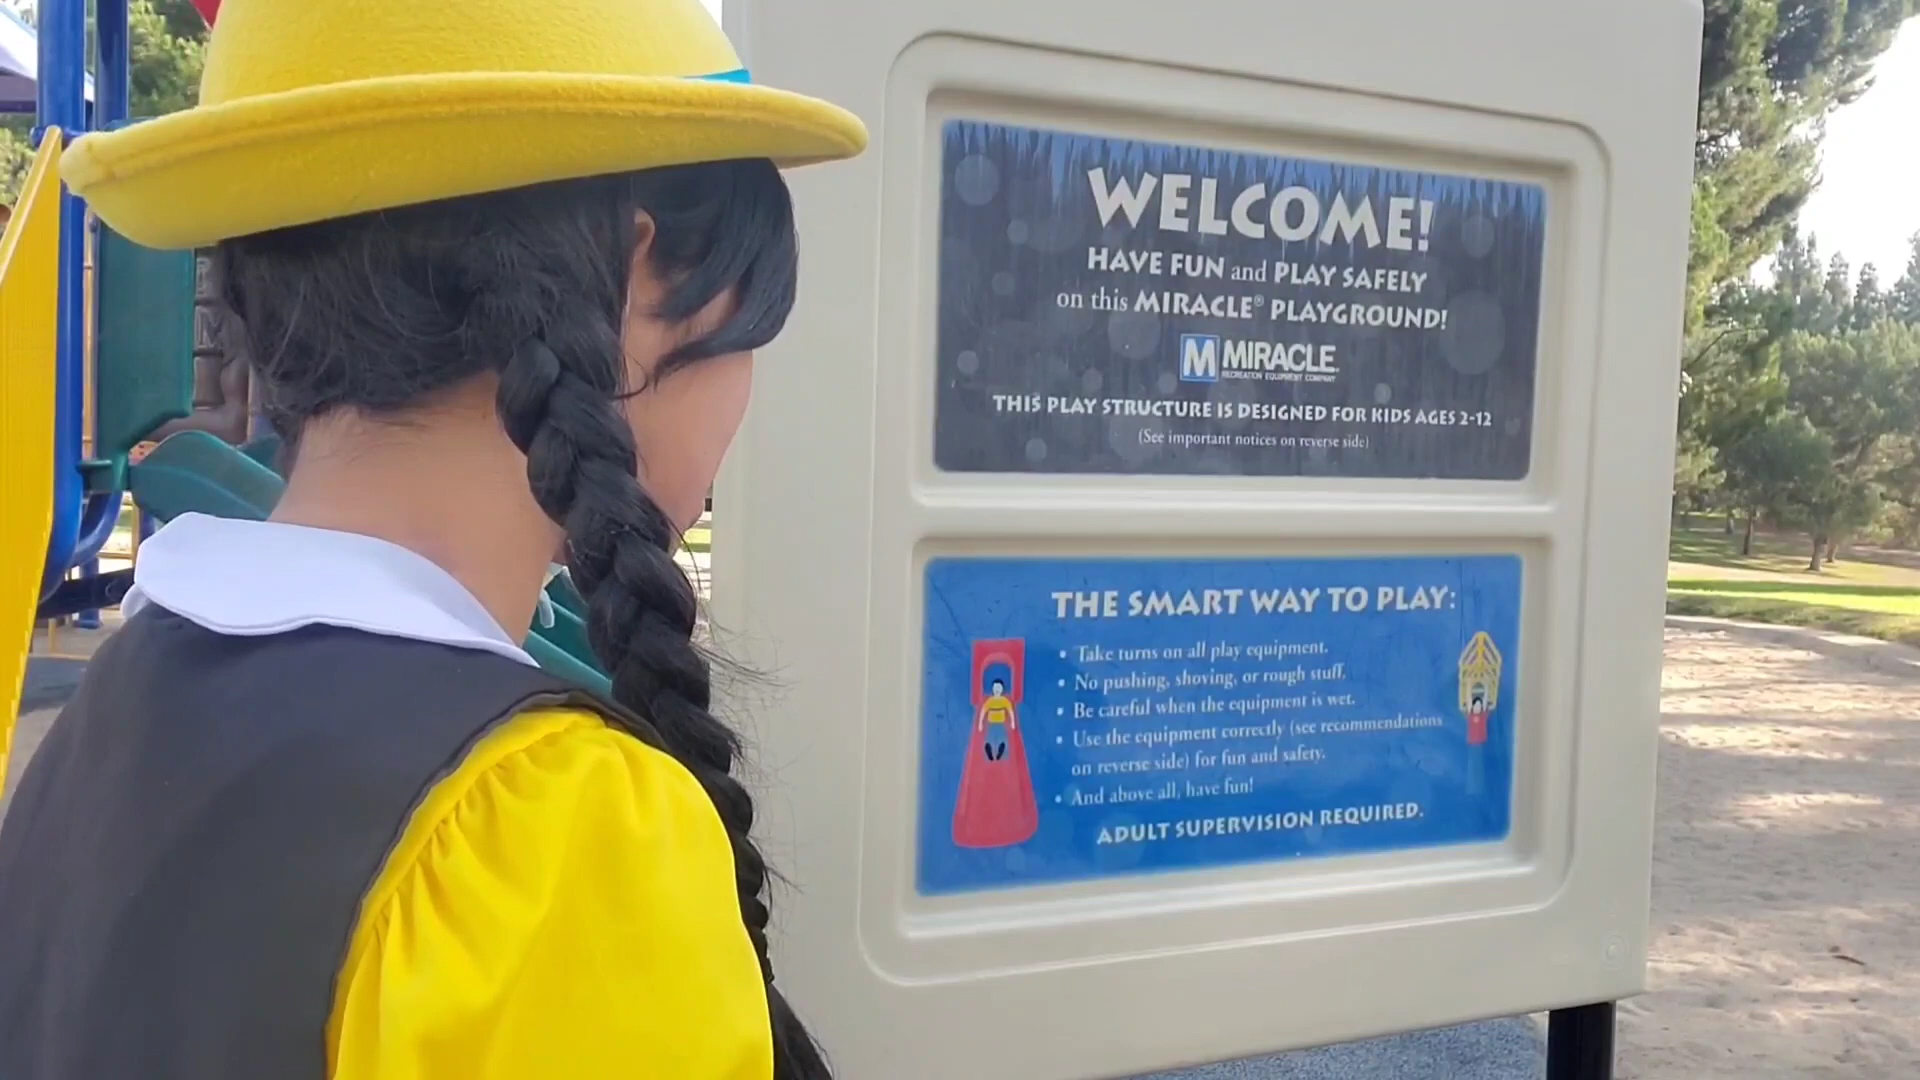 WELCOME!
HAVE FUN and PLAY SAFELY
on this MIRACLE® PLAYGROUND!
M MIRACLE
RECREATION EQUIPMENT COMPANY
THIS PLAY STRUCTURE IS DESIGNED FOR KIDS AGES 2-12
(See important notices on reverse side)
THE SMART WAY TO PLAY:
• Take turns on all play equipment.
• No pushing, shoving, or rough stuff.
• Be careful when the equipment is wet.
• Use the equipment correctly (see recommendations
on reverse side) for fun and safety.
• And above all, have fun!
ADULT SUPERVISION REQUIRED.